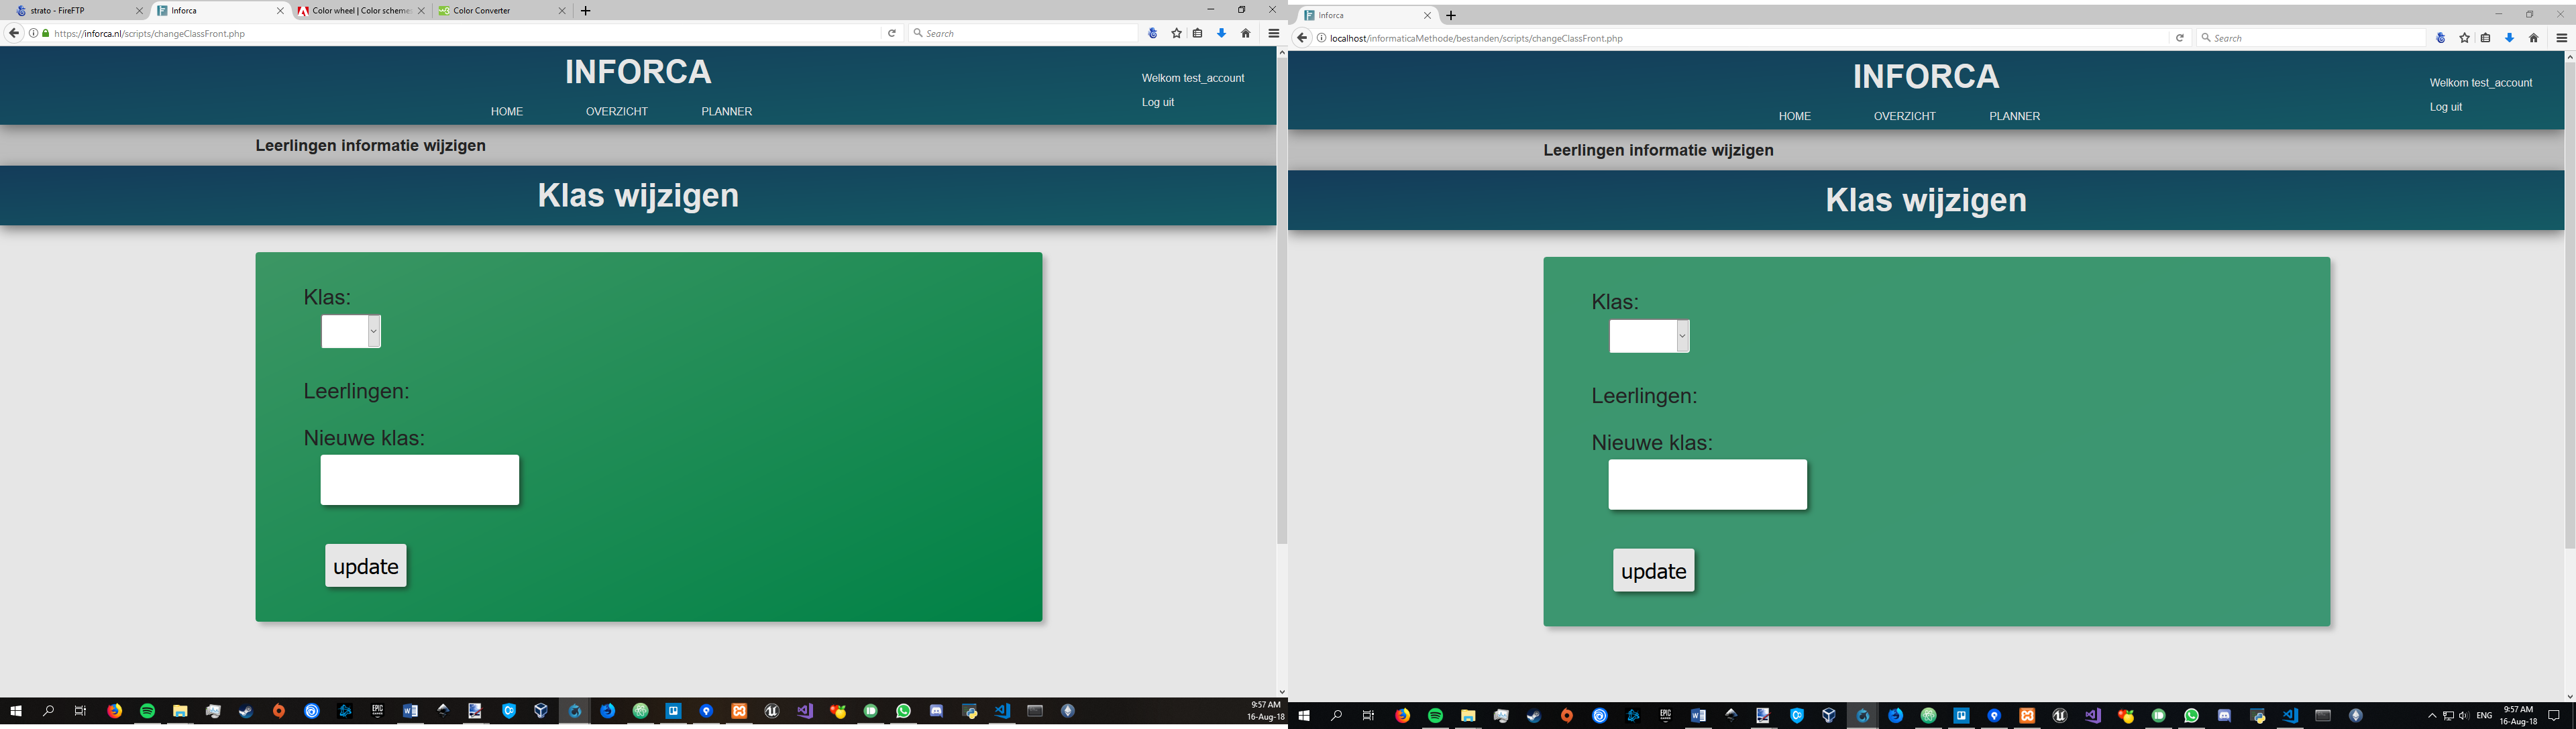 strato - FireFTP
Inforca
Color wheel | Color scheme
Color Converter
https://inforca.nl/scripts/changeClassFront.php
Search
INFORCA
Welkom test_account
Log uit
HOME OVERZICHT PLANNER
Leerlingen informatie wijzigen
Klas wijzigen
Klas:
Leerlingen:
Nieuwe klas:
update
9:57 AM
16-Aug-18
Inforca
localhost/informaticaMethode/bestanden/scripts/changeClassFront.php
Search
INFORCA
Welkom test_account
Log uit
HOME OVERZICHT PLANNER
Leerlingen informatie wijzigen
Klas wijzigen
Klas:
Leerlingen:
Nieuwe klas:
update
ENG
9:57 AM
16-Aug-18